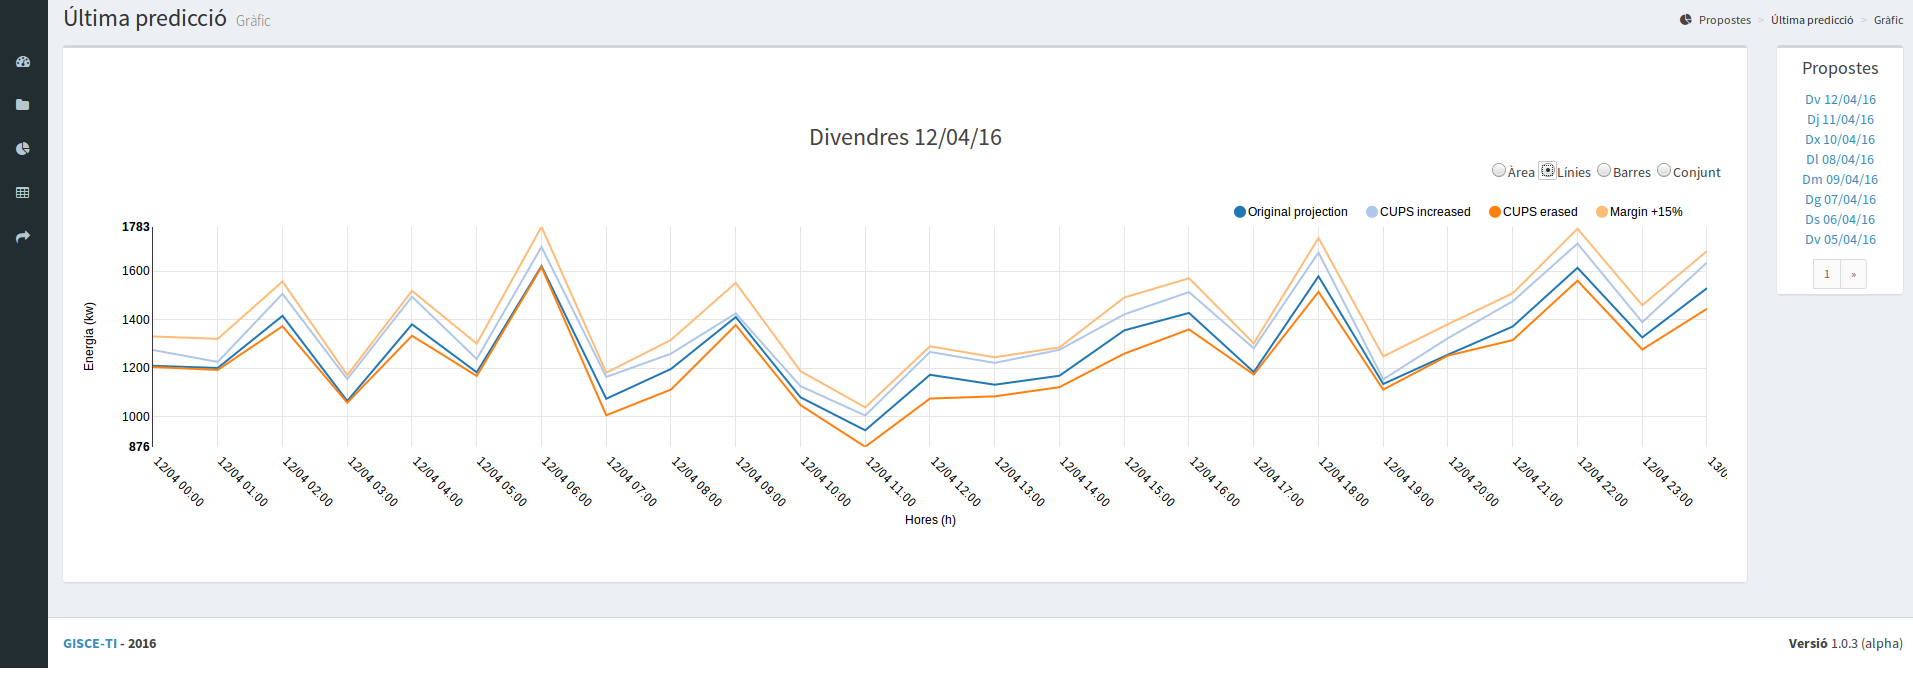 Última predicció Gràfic
Propostes > Última predicció > Gràfic
Divendres 12/04/16
Àrea Línies Barres Conjunt
Original projection CUPS increased CUPS erased Margin +15%
1783
1600
1400
1200
1000
876
Energia (kw)
12/04 00:00
12/04 01:00
12/04 02:00
12/04 03:00
12/04 04:00
12/04 05:00
12/04 06:00
12/04 07:00
12/04 08:00
12/04 09:00
12/04 10:00
12/04 11:00
12/04 12:00
12/04 13:00
12/04 14:00
12/04 15:00
12/04 16:00
12/04 17:00
12/04 18:00
12/04 19:00
12/04 20:00
12/04 21:00
12/04 22:00
12/04 23:00
13/0
Hores (h)
Propostes
Dv 12/04/16
Dj 11/04/16
Dx 10/04/16
Dl 08/04/16
Dm 09/04/16
Dg 07/04/16
Ds 06/04/16
Dv 05/04/16
1 »
GISCE-TI - 2016
Versió 1.0.3 (alpha)